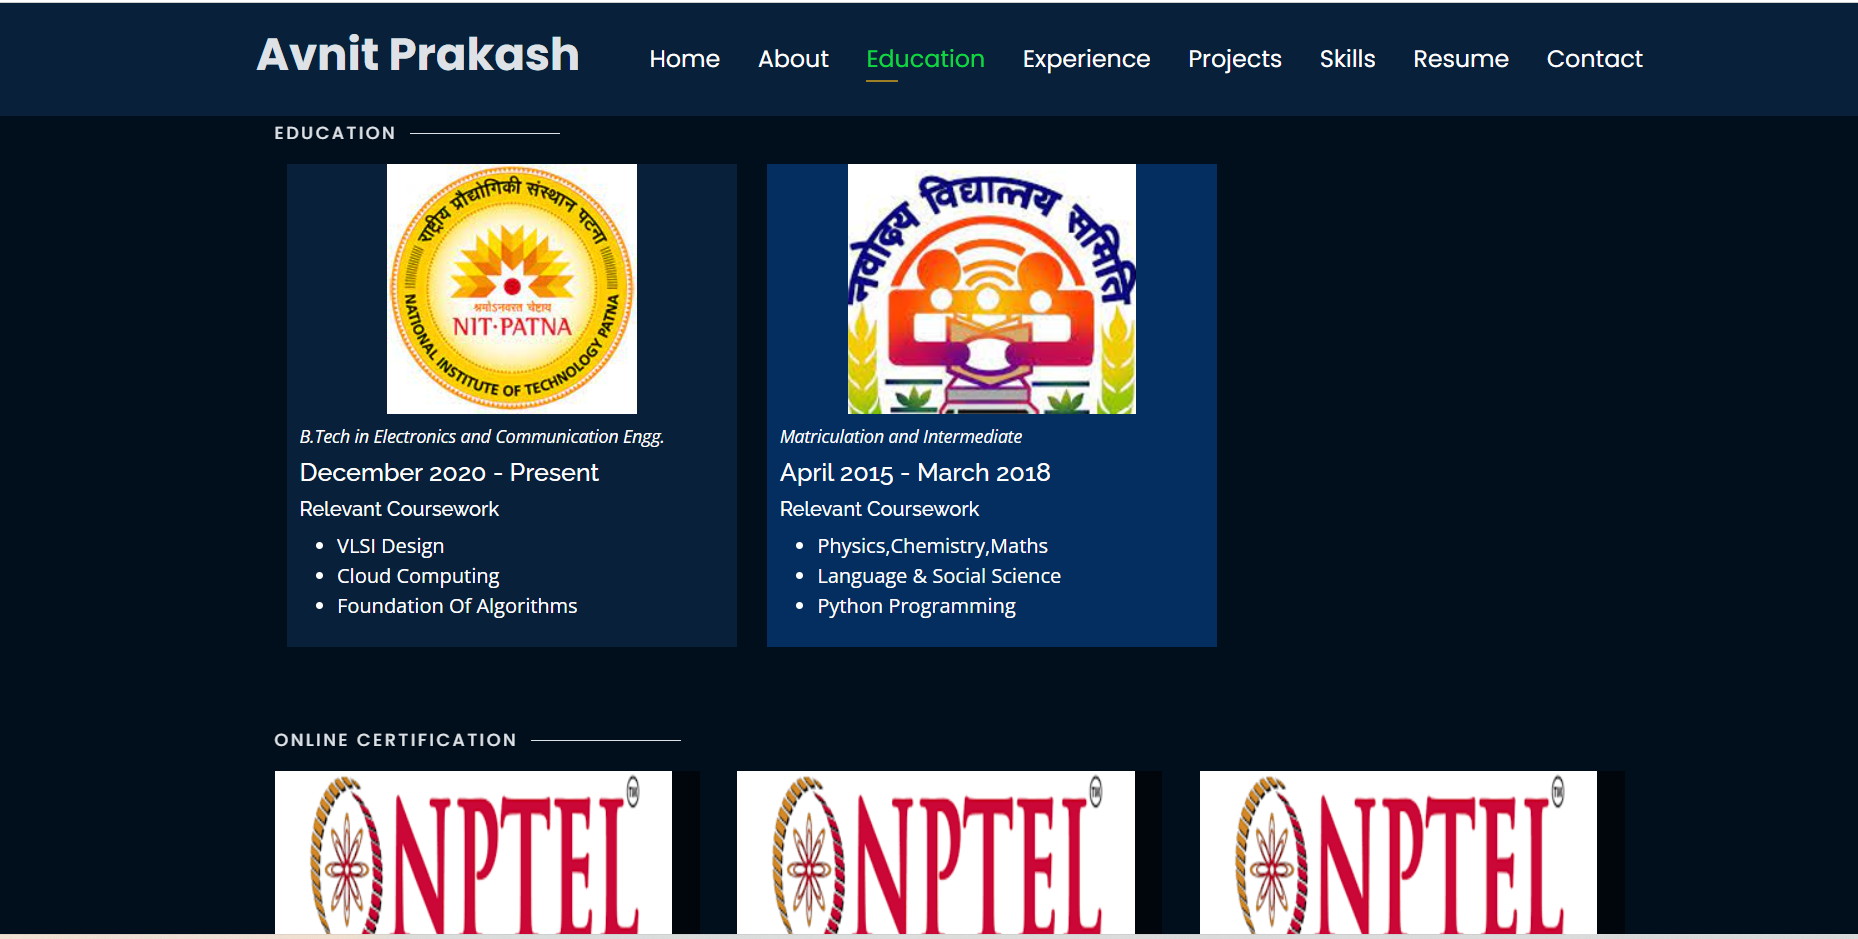 Avnit Prakash
Home About Education Experience Projects Skills Resume Contact
EDUCATION
राष्ट्रीय प्रौद्योगिकी संस्थान पटना
श्रमोऽनवरत चेष्टाय
NIT-PATNA
NATIONAL INSTITUTE OF TECHNOLOGY PATNA
B.Tech in Electronics and Communication Engg.
December 2020 - Present
Relevant Coursework
VLSI Design
Cloud Computing
Foundation Of Algorithms
नवोदय विद्यालय समिति
Matriculation and Intermediate
April 2015 - March 2018
Relevant Coursework
Physics,Chemistry,Maths
Language & Social Science
Python Programming
ONLINE CERTIFICATION
NPTEL TM
NPTEL TM
NPTEL TM